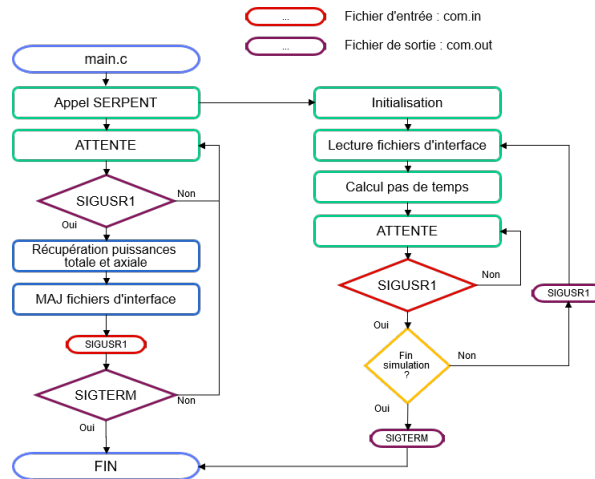 ... Fichier d'entrée : com.in
... Fichier de sortie : com.out
main.c
Appel SERPENT
ATTENTE
SIGUSR1
Non
Oui
Récupération puissances
totale et axiale
MAJ fichiers d'interface
SIGUSR1
SIGTERM
Non
Oui
FIN
Initialisation
Lecture fichiers d'interface
Calcul pas de temps
ATTENTE
SIGUSR1
Non
Oui
Fin
simulation
?
Non
SIGUSR1
Oui
SIGTERM